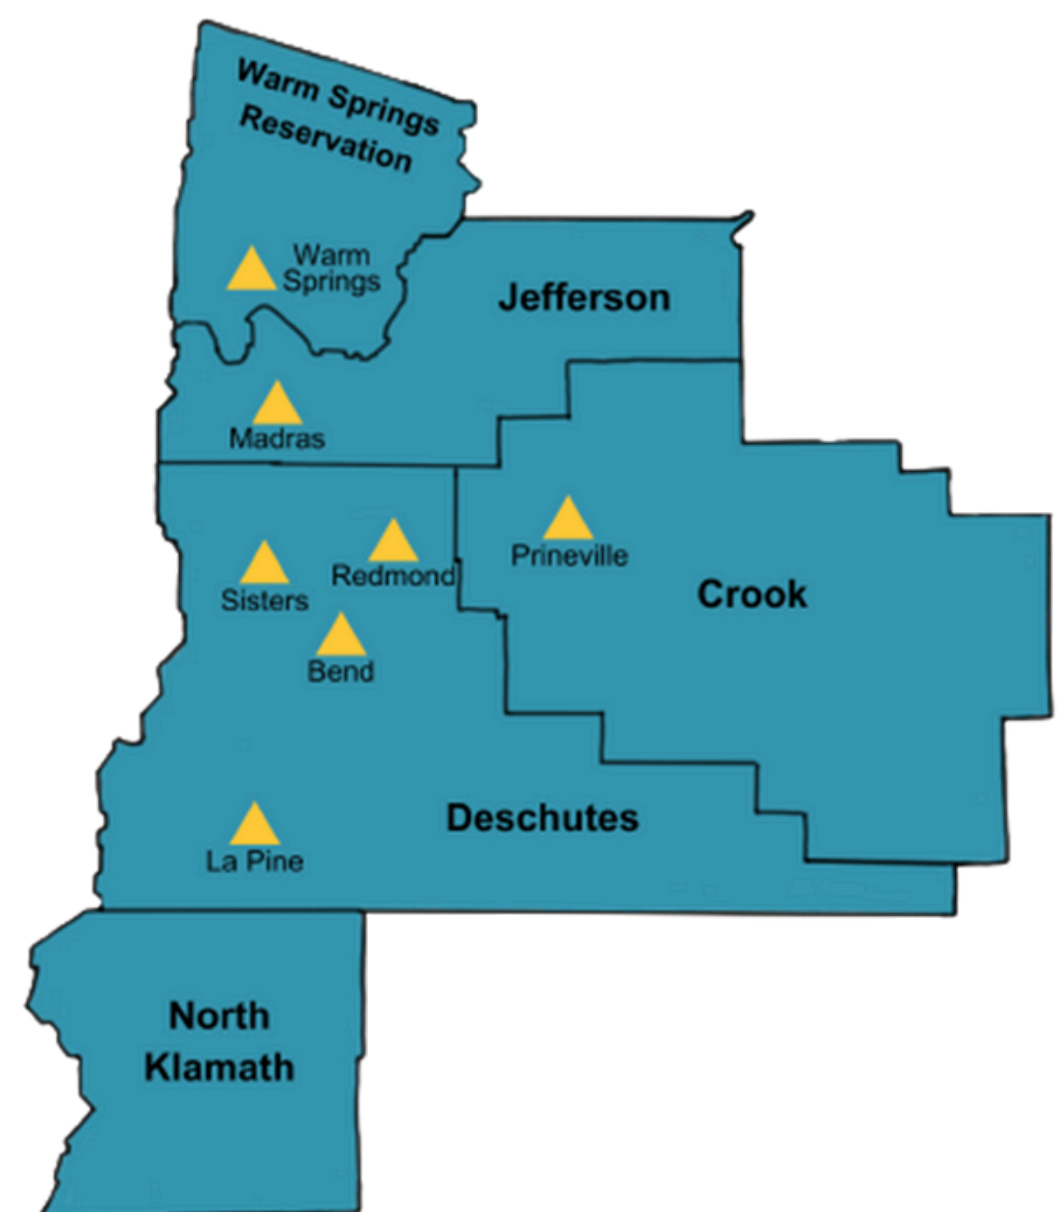 Warm Springs
Reservation
Warm
Springs
Jefferson
Madras
Prineville
Redmond
Sisters
Crook
Bend
Deschutes
La Pine
North
Klamath